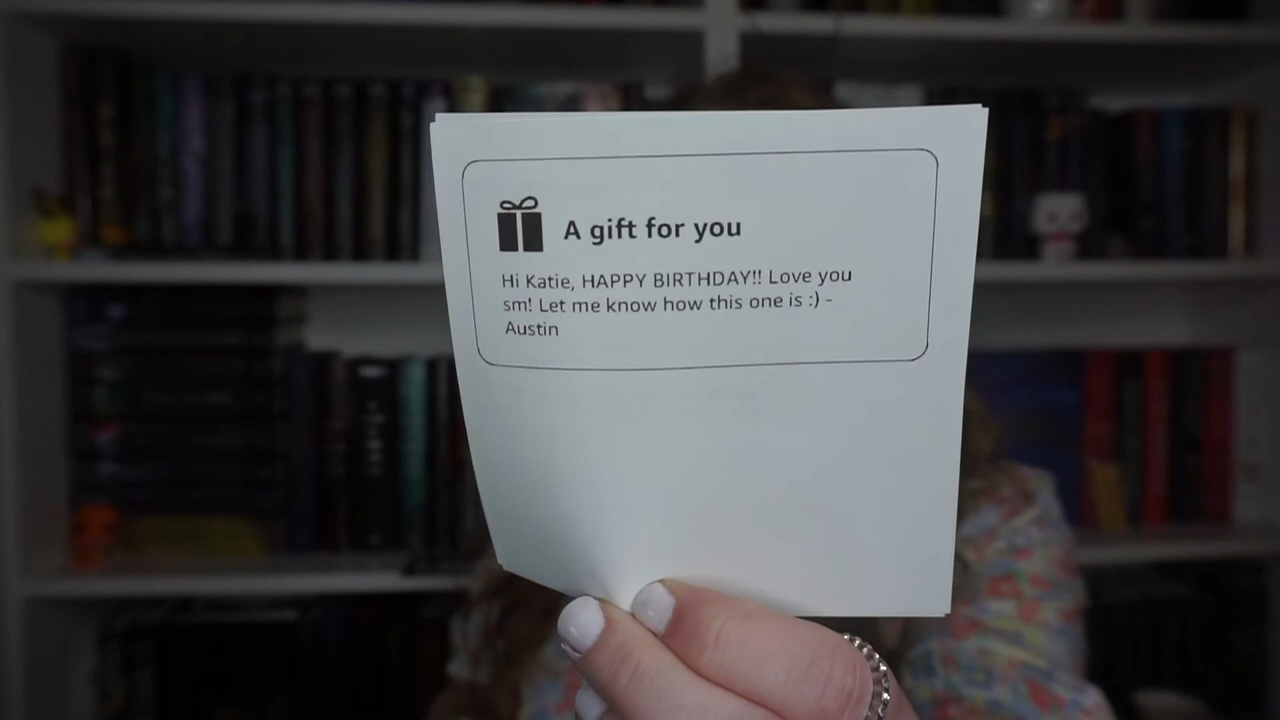 A gift for you
Hi Katie, HAPPY BIRTHDAY!! Love you
sm! Let me know how this one is :) -
Austin